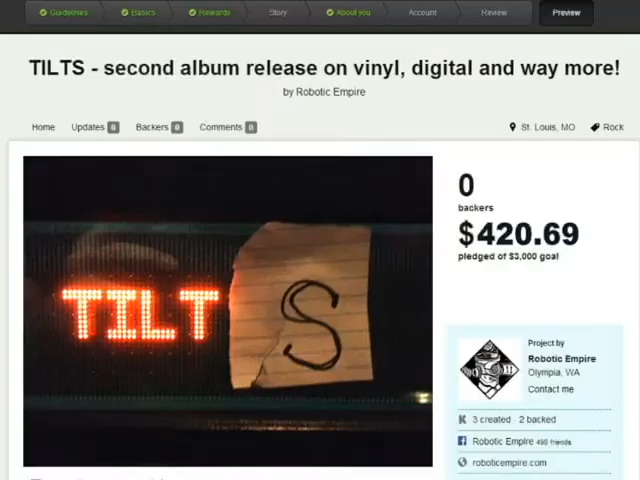 Guidelines Basics Rewards Story About you Account Review Preview
TILTS - second album release on vinyl, digital and way more!
by Robotic Empire
Home Updates 0 Backers 0 Comments 0 St. Louis, MO Rock
TILT S
0
backers
$420.69
pledged of $3,000 goal
Project by
Robotic Empire
Olympia, WA
Contact me
3 created · 2 backed
Robotic Empire 498 friends
roboticempire.com